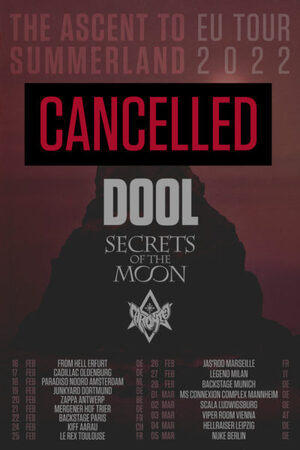 THE ASCENT TO EU TOUR
SUMMERLAND 2022
CANCELLED
DOOL
SECRETS
OF THE
MOON
16 FEB FROM HELL ERFURT DE
17 FEB CADILLAC OLDENBURG DE
18 FEB PARADISO NOORD AMSTERDAM NL
19 FEB JUNKYARD DORTMUND DE
20 FEB ZAPPA ANTWERP BE
21 FEB MERGENER HOF TRIER DE
22 FEB BACKSTAGE PARIS FR
24 FEB KIFF AARAU CH
25 FEB LE REX TOULOUSE FR
26 FEB JAS'ROD MARSEILLE FR
27 FEB LEGEND MILAN IT
28 FEB BACKSTAGE MUNICH DE
01 MAR MS CONNEXION COMPLEX MANNHEIM DE
02 MAR SCALA LUDWIGSBURG DE
03 MAR VIPER ROOM VIENNA AT
04 MAR HELLRAISER LEIPZIG DE
05 MAR NUKE BERLIN DE